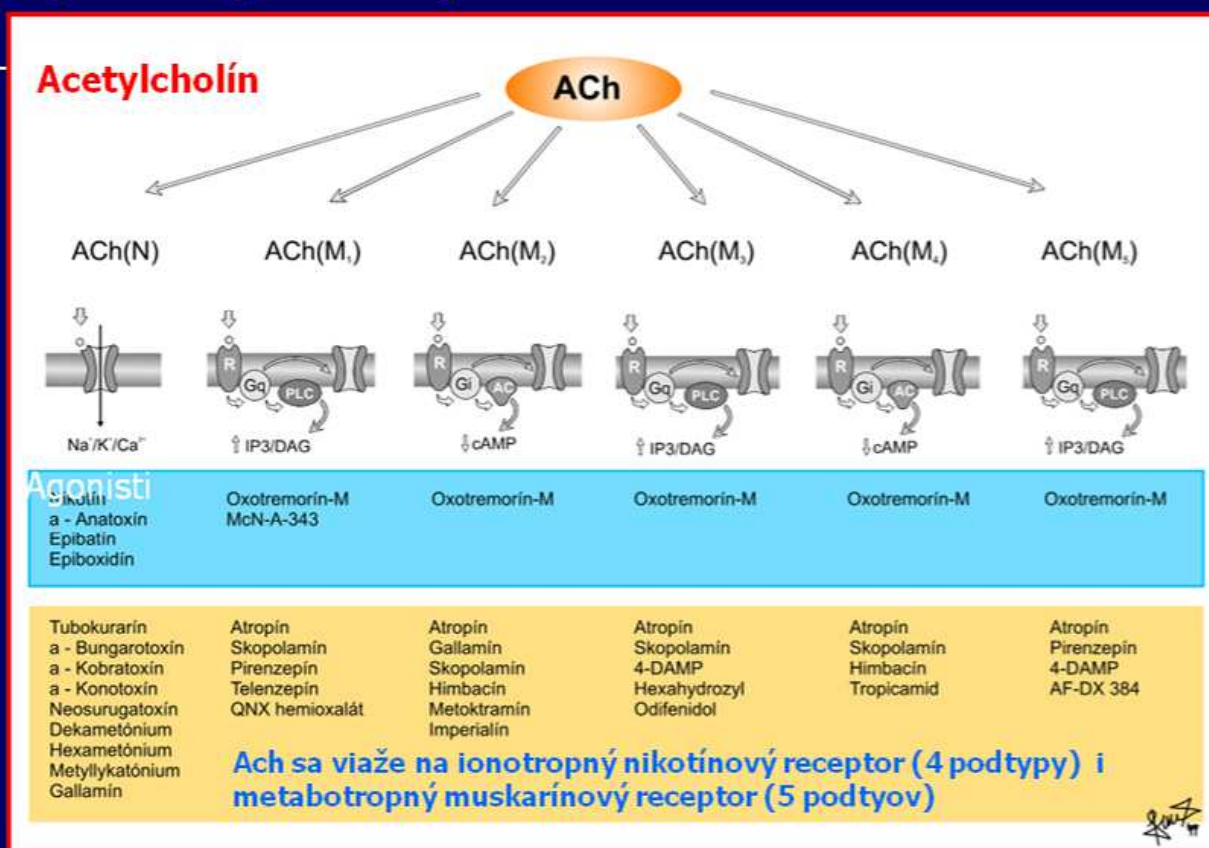 Acetylcholín
ACh
ACh(N) ACh(M₁) ACh(M₂) ACh(M₃) ACh(M₄) ACh(M₅)
R R R R R
Gq Gi Gq Gi Gq
PLC AC PLC AC PLC
Na⁺/K⁺/Ca²⁺ ⇧ IP3/DAG ⇩ cAMP ⇧ IP3/DAG ⇩ cAMP ⇧ IP3/DAG
Agonisti
Nikotín
a - Anatoxín
Epibatín
Epiboxidín
Oxotremorín-M
McN-A-343
Oxotremorín-M
Oxotremorín-M
Oxotremorín-M
Oxotremorín-M
Tubokurarín
a - Bungarotoxín
a - Kobratoxín
a - Konotoxín
Neosurugatoxín
Dekametónium
Hexametónium
Metyllykatónium
Gallamín
Atropín
Skopolamín
Pirenzepín
Telenzepín
QNX hemioxalát
Atropín
Gallamín
Skopolamín
Himbacín
Metoktramín
Imperialín
Atropín
Skopolamín
4-DAMP
Hexahydrozyl
Odifenidol
Atropín
Skopolamín
Himbacín
Tropicamid
Atropín
Pirenzepín
4-DAMP
AF-DX 384
Ach sa viaže na ionotropný nikotínový receptor (4 podtypy) i
metabotropný muskarínový receptor (5 podtyov)